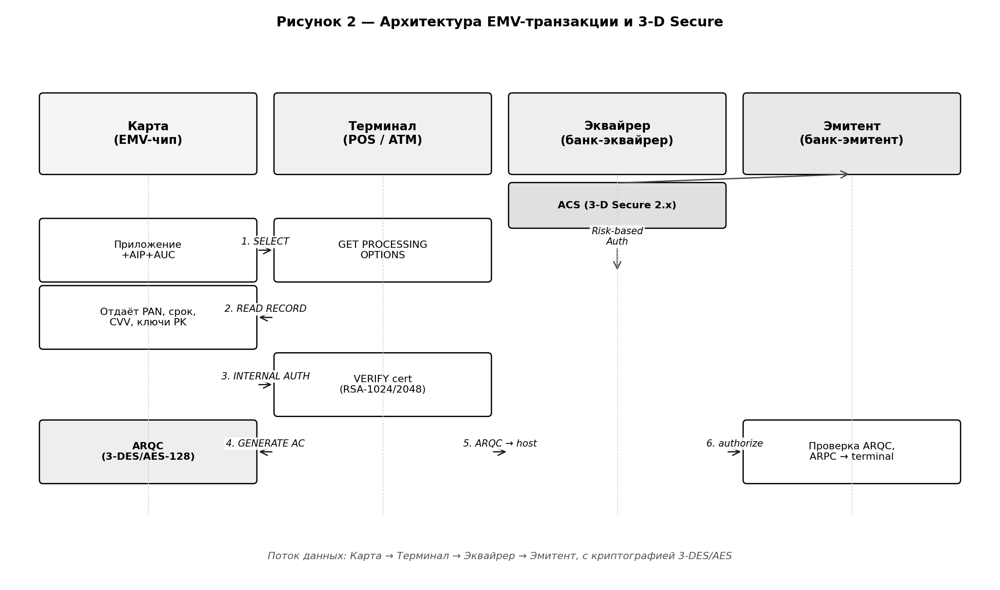 Рисунок 2 — Архитектура EMV-транзакции и 3-D Secure
Карта
(EMV-чип)
Терминал
(POS / ATM)
Эквайрер
(банк-эквайрер)
Эмитент
(банк-эмитент)
ACS (3-D Secure 2.x)
Risk-based
Auth
Приложение
+AIP+AUC
1. SELECT
GET PROCESSING
OPTIONS
Отдаёт PAN, срок,
CVV, ключи PK
2. READ RECORD
3. INTERNAL AUTH
VERIFY cert
(RSA-1024/2048)
ARQC
(3-DES/AES-128)
4. GENERATE AC
5. ARQC → host
6. authorize
Проверка ARQC,
ARPC → terminal
Поток данных: Карта → Терминал → Эквайрер → Эмитент, с криптографией 3-DES/AES